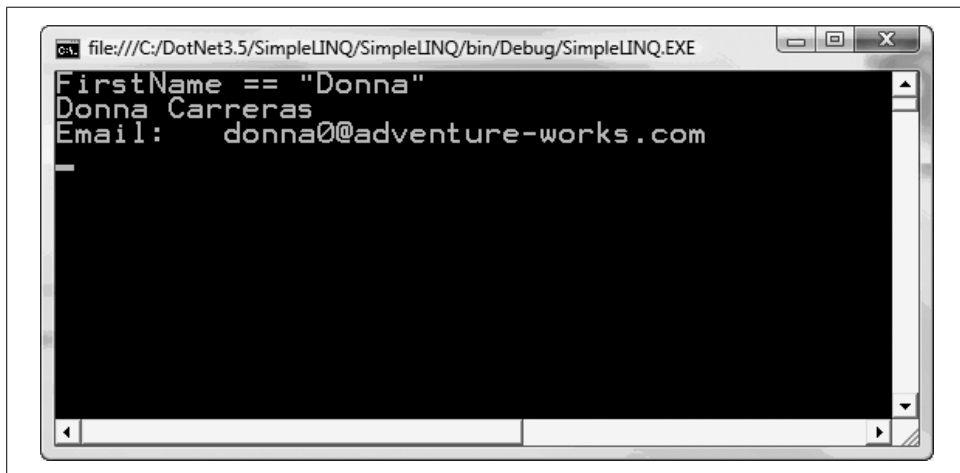 file:///C:/DotNet3.5/SimpleLINQ/SimpleLINQ/bin/Debug/SimpleLINQ.EXE
FirstName == "Donna"
Donna Carreras
Email:   donna0@adventure-works.com